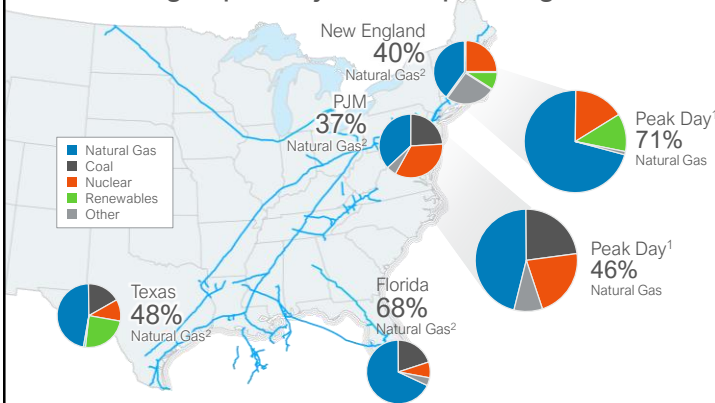 New England
40%
Natural Gas²
PJM
37%
Natural Gas²
Natural Gas
Coal
Nuclear
Renewables
Other
Peak Day¹
71%
Natural Gas
Peak Day¹
46%
Natural Gas
Texas
48%
Natural Gas²
Florida
68%
Natural Gas²